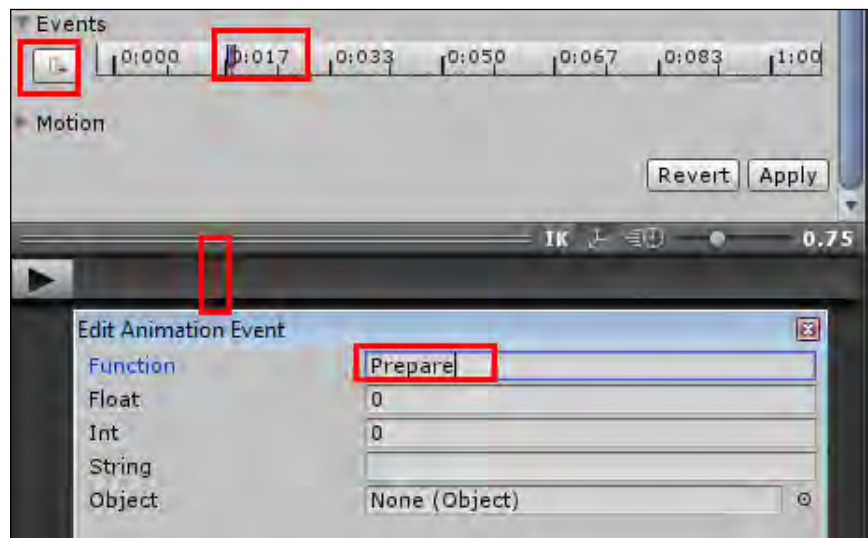 Events
0:000 0:017 0:033 0:050 0:067 0:083 1:00
Motion
Revert Apply
IK 0.75
Edit Animation Event
Function Prepare
Float 0
Int 0
String
Object None (Object)